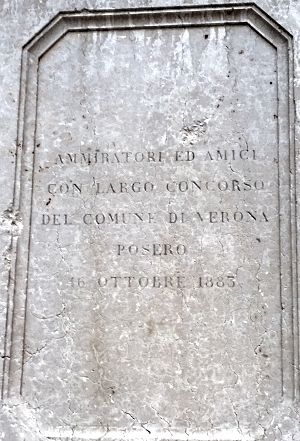 AMMIRATORI ED AMICI
CON LARGO CONCORSO
DEL COMUNE DI VERONA
POSERO
16 OTTOBRE 1883